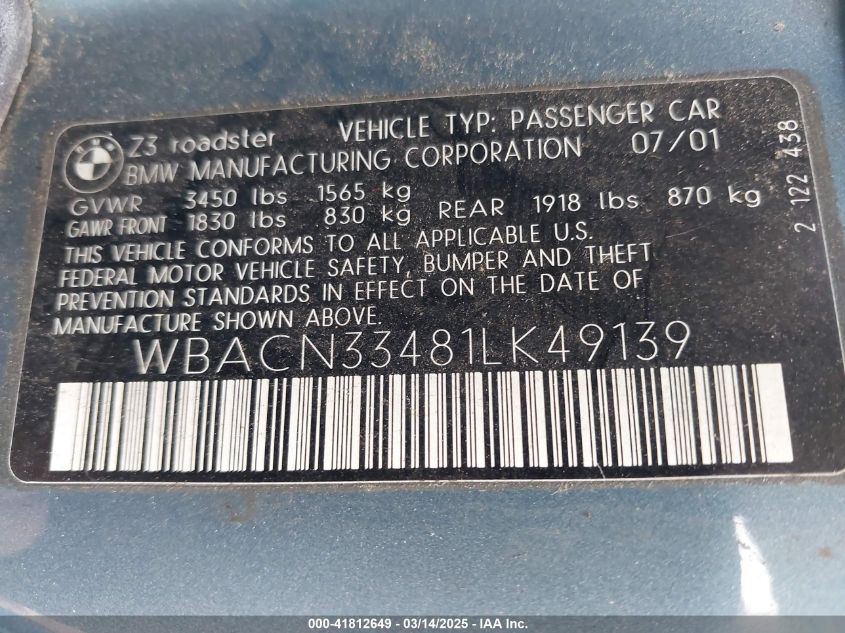 BMW
Z3 roadster VEHICLE TYP: PASSENGER CAR
BMW MANUFACTURING CORPORATION 07/01
GVWR 3450 lbs 1565 kg
GAWR FRONT 1830 lbs 830 kg REAR 1918 lbs 870 kg
THIS VEHICLE CONFORMS TO ALL APPLICABLE U.S.
FEDERAL MOTOR VEHICLE SAFETY, BUMPER AND THEFT
PREVENTION STANDARDS IN EFFECT ON THE DATE OF
MANUFACTURE SHOWN ABOVE.
WBACN33481LK49139
2 122 438
000-41812649 - 03/14/2025 - IAA Inc.